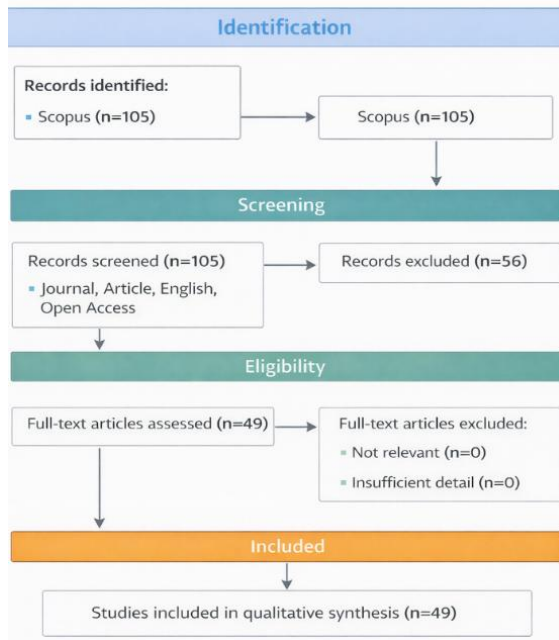 Identification
Records identified:
▪ Scopus (n=105)
Scopus (n=105)
Screening
Records screened (n=105)
▪ Journal, Article, English,
Open Access
Records excluded (n=56)
Eligibility
Full-text articles assessed (n=49)
Full-text articles excluded:
▪ Not relevant (n=0)
▪ Insufficient detail (n=0)
Included
Studies included in qualitative synthesis (n=49)